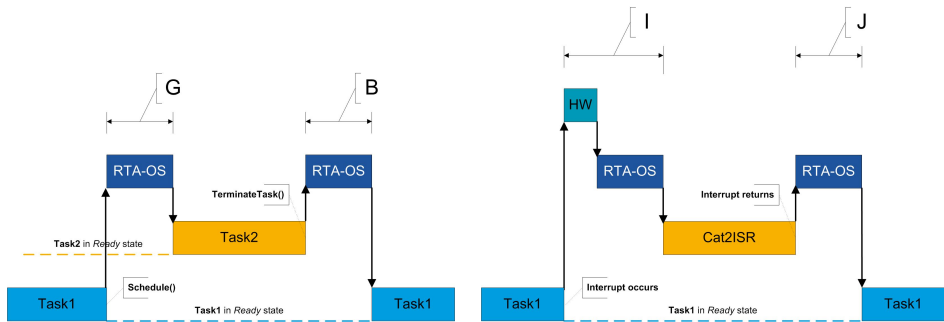 G
B
RTA-OS
RTA-OS
TerminateTask()
Task2
Task2 in Ready state
Schedule()
Task1
Task1 in Ready state
Task1
I
J
HW
RTA-OS
RTA-OS
Interrupt returns
Cat2ISR
Interrupt occurs
Task1
Task1 in Ready state
Task1